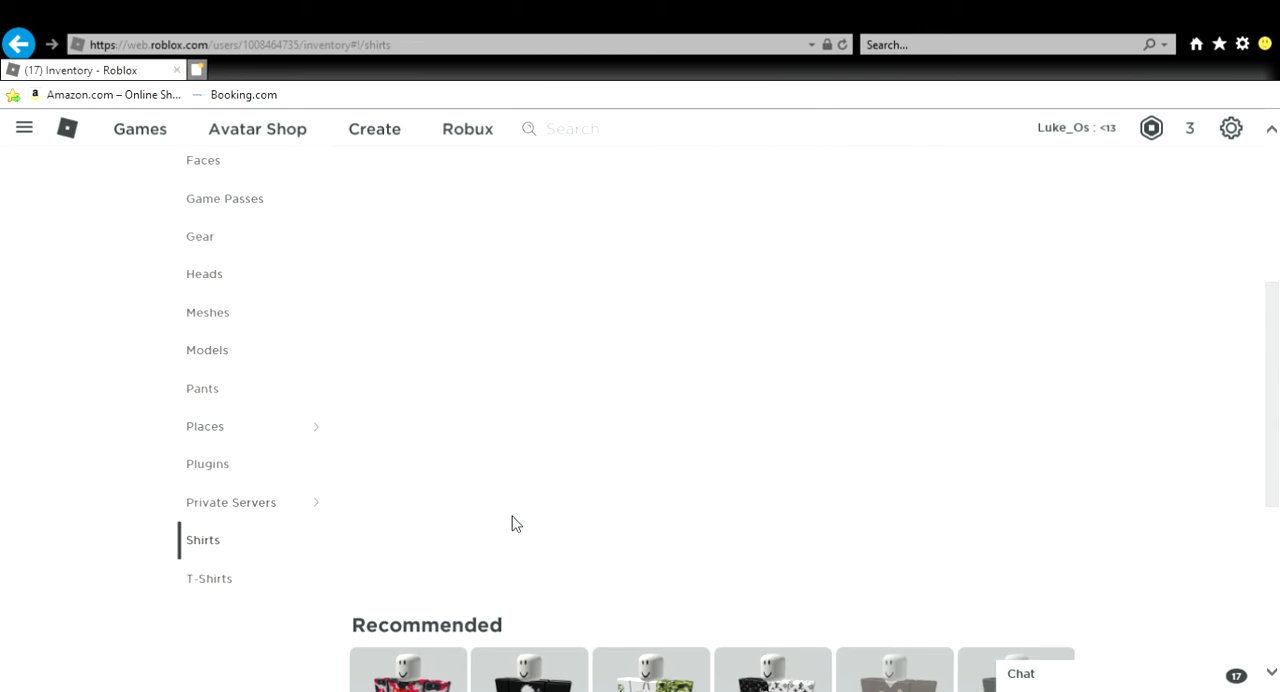 https://web.roblox.com/users/1008464735/inventory#!/shirts
Search...
(17) Inventory - Roblox
Amazon.com – Online Sh...
Booking.com
Games
Avatar Shop
Create
Robux
Search
Luke_Os : <13
3
Faces
Game Passes
Gear
Heads
Meshes
Models
Pants
Places
Plugins
Private Servers
Shirts
T-Shirts
Recommended
Chat
17